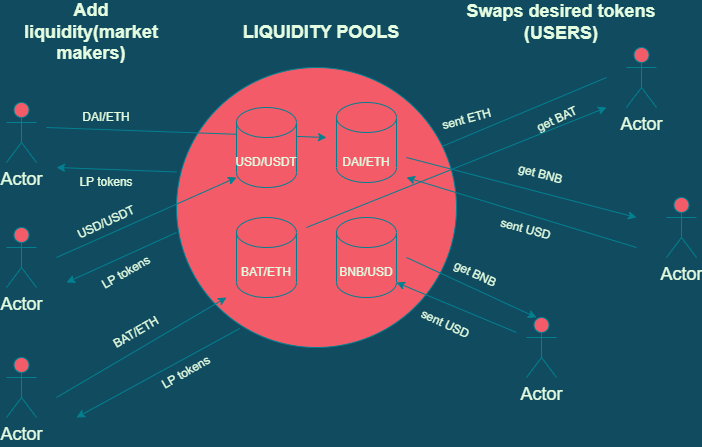 Add
liquidity(market
makers)
LIQUIDITY POOLS
Swaps desired tokens
(USERS)
DAI/ETH
Actor
LP tokens
USD/USDT
Actor
LP tokens
BAT/ETH
Actor
LP tokens
USD/USDT
DAI/ETH
BAT/ETH
BNB/USD
sent ETH
get BAT
Actor
get BNB
sent USD
Actor
get BNB
sent USD
Actor